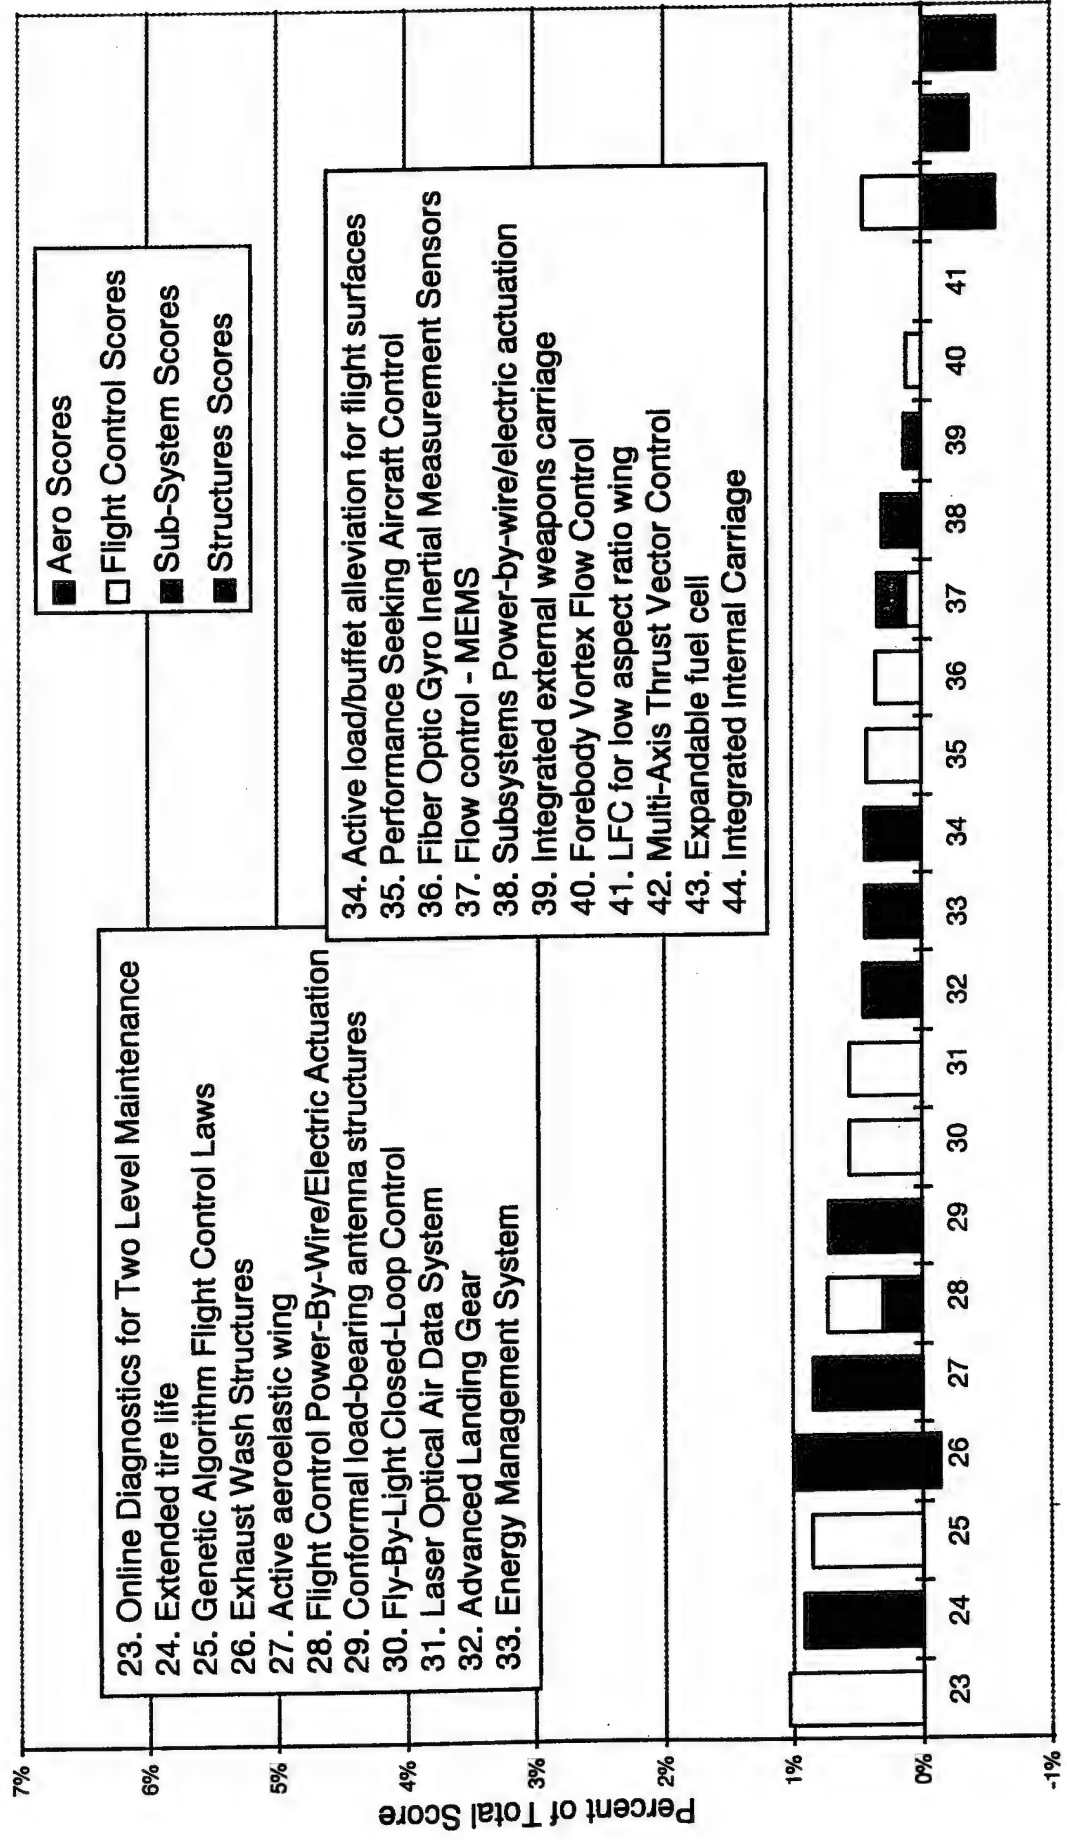 7%
6%
5%
4%
3%
2%
1%
0%
-1%
Percent of Total Score
Aero Scores
Flight Control Scores
Sub-System Scores
Structures Scores
23. Online Diagnostics for Two Level Maintenance
24. Extended tire life
25. Genetic Algorithm Flight Control Laws
26. Exhaust Wash Structures
27. Active aeroelastic wing
28. Flight Control Power-By-Wire/Electric Actuation
29. Conformal load-bearing antenna structures
30. Fly-By-Light Closed-Loop Control
31. Laser Optical Air Data System
32. Advanced Landing Gear
33. Energy Management System
34. Active load/buffet alleviation for flight surfaces
35. Performance Seeking Aircraft Control
36. Fiber Optic Gyro Inertial Measurement Sensors
37. Flow control - MEMS
38. Subsystems Power-by-wire/electric actuation
39. Integrated external weapons carriage
40. Forebody Vortex Flow Control
41. LFC for low aspect ratio wing
42. Multi-Axis Thrust Vector Control
43. Expandable fuel cell
44. Integrated Internal Carriage
23 24 25 26 27 28 29 30 31 32 33 34 35 36 37 38 39 40 41